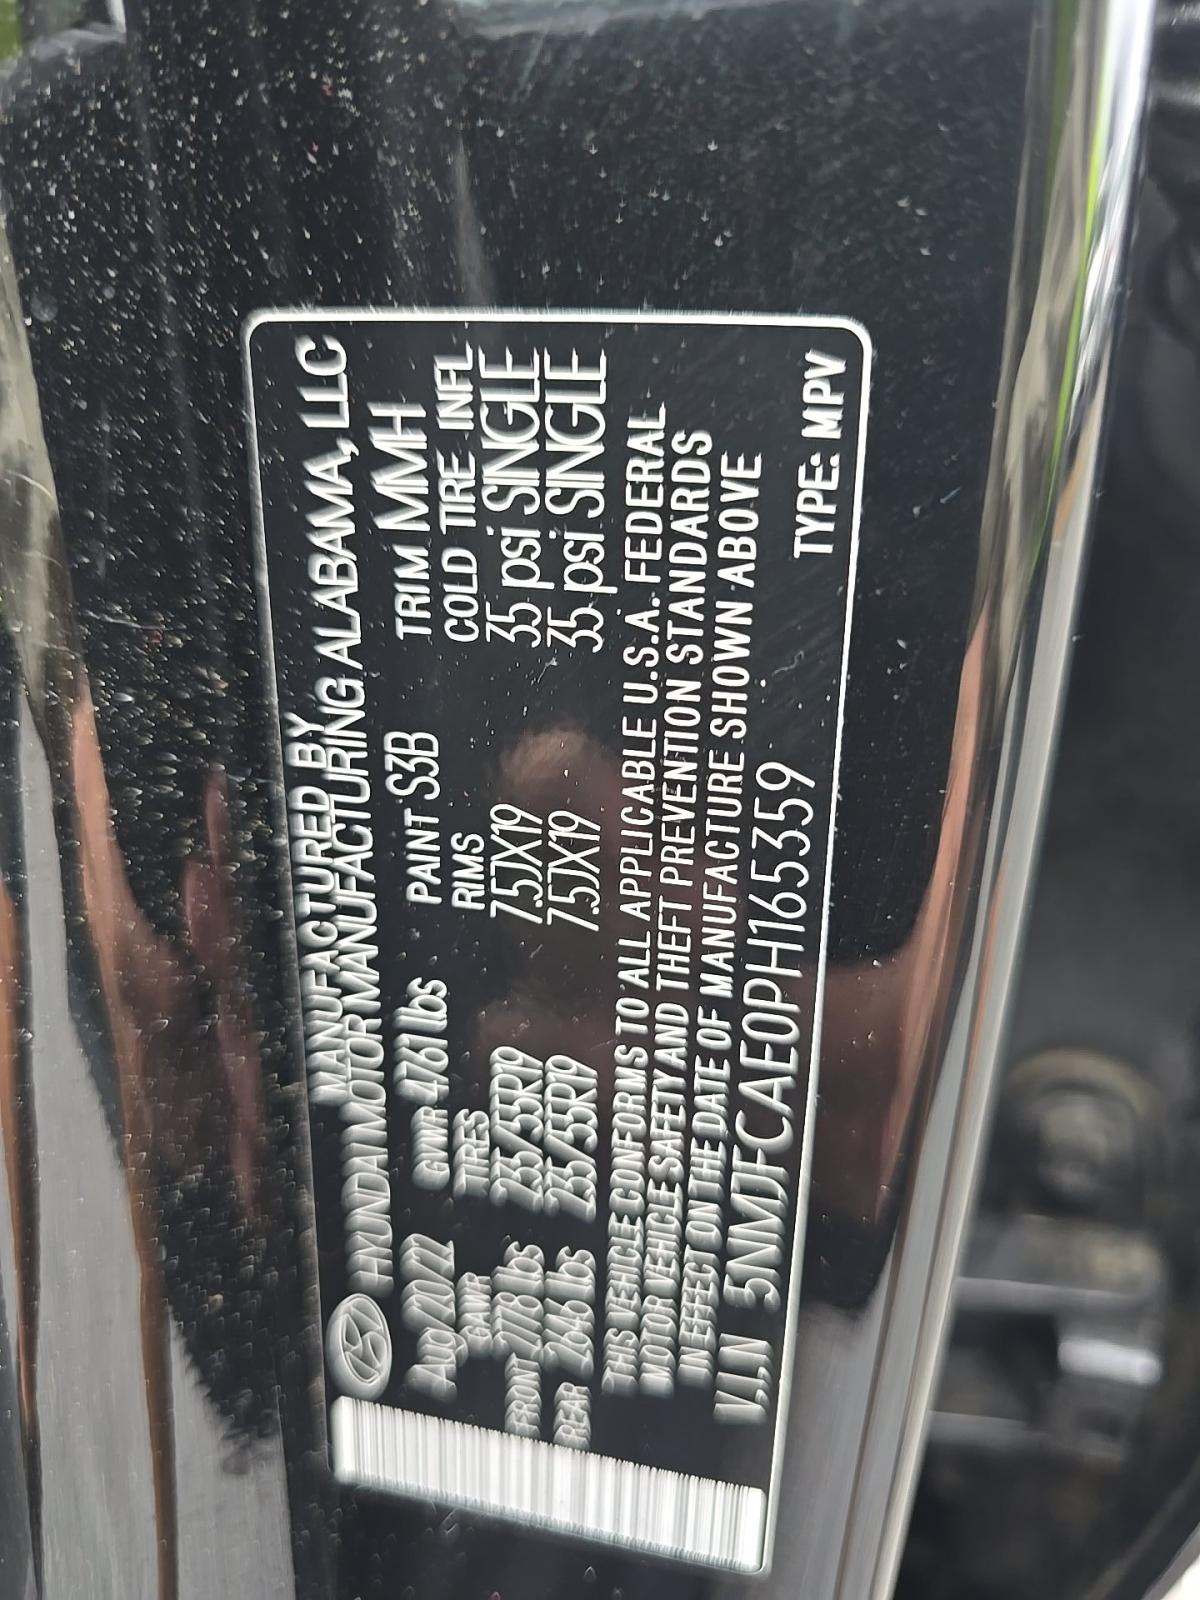 MANUFACTURED BY
HYUNDAI MOTOR MANUFACTURING ALABAMA, LLC
Aug/20/22 GVWR 4761 lbs PAINT S3B TRIM MMH
GAWR TIRES RIMS COLD TIRE INFL
FRONT 2778 lbs 235/55R19 7.5JX19 35 psi SINGLE
REAR 2646 lbs 235/55R19 7.5JX19 35 psi SINGLE
THIS VEHICLE CONFORMS TO ALL APPLICABLE U.S.A. FEDERAL
MOTOR VEHICLE SAFETY AND THEFT PREVENTION STANDARDS
IN EFFECT ON THE DATE OF MANUFACTURE SHOWN ABOVE
V.I.N 5NMJFCAE0PH165359 TYPE: MPV